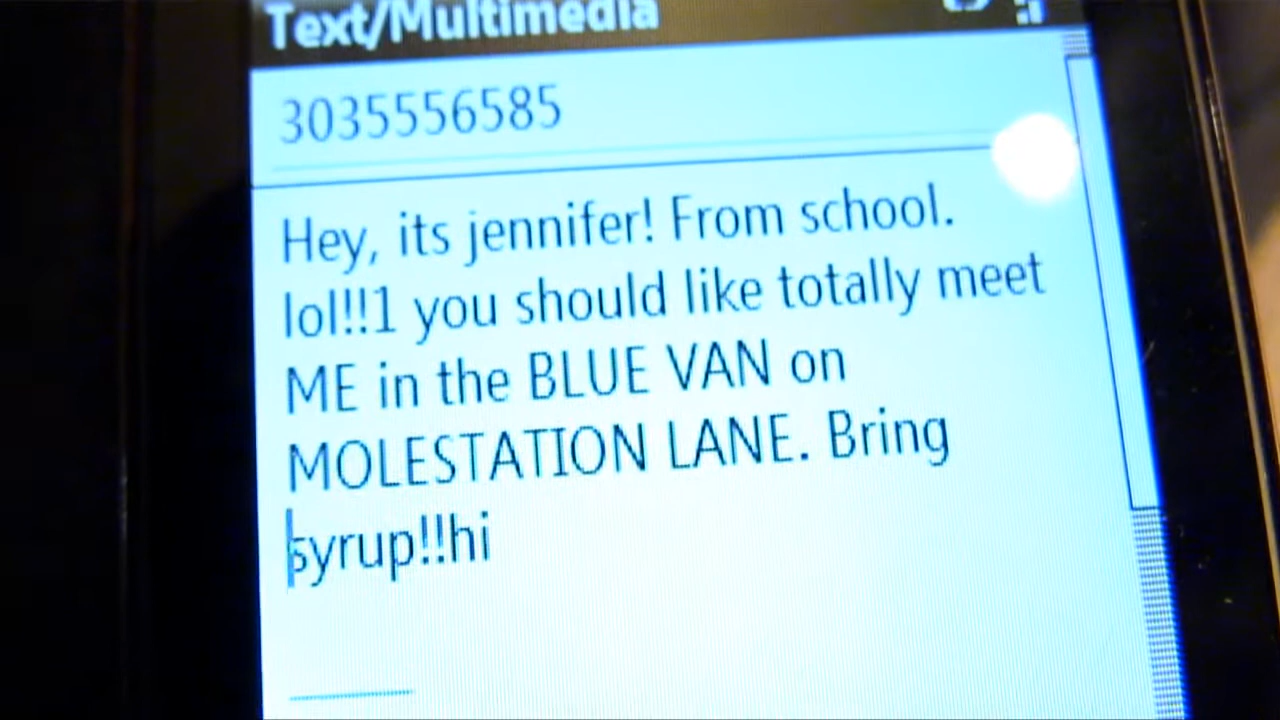 Text/Multimedia
3035556585
Hey, its jennifer! From school.
lol!!1 you should like totally meet
ME in the BLUE VAN on
MOLESTATION LANE. Bring
syrup!!hi